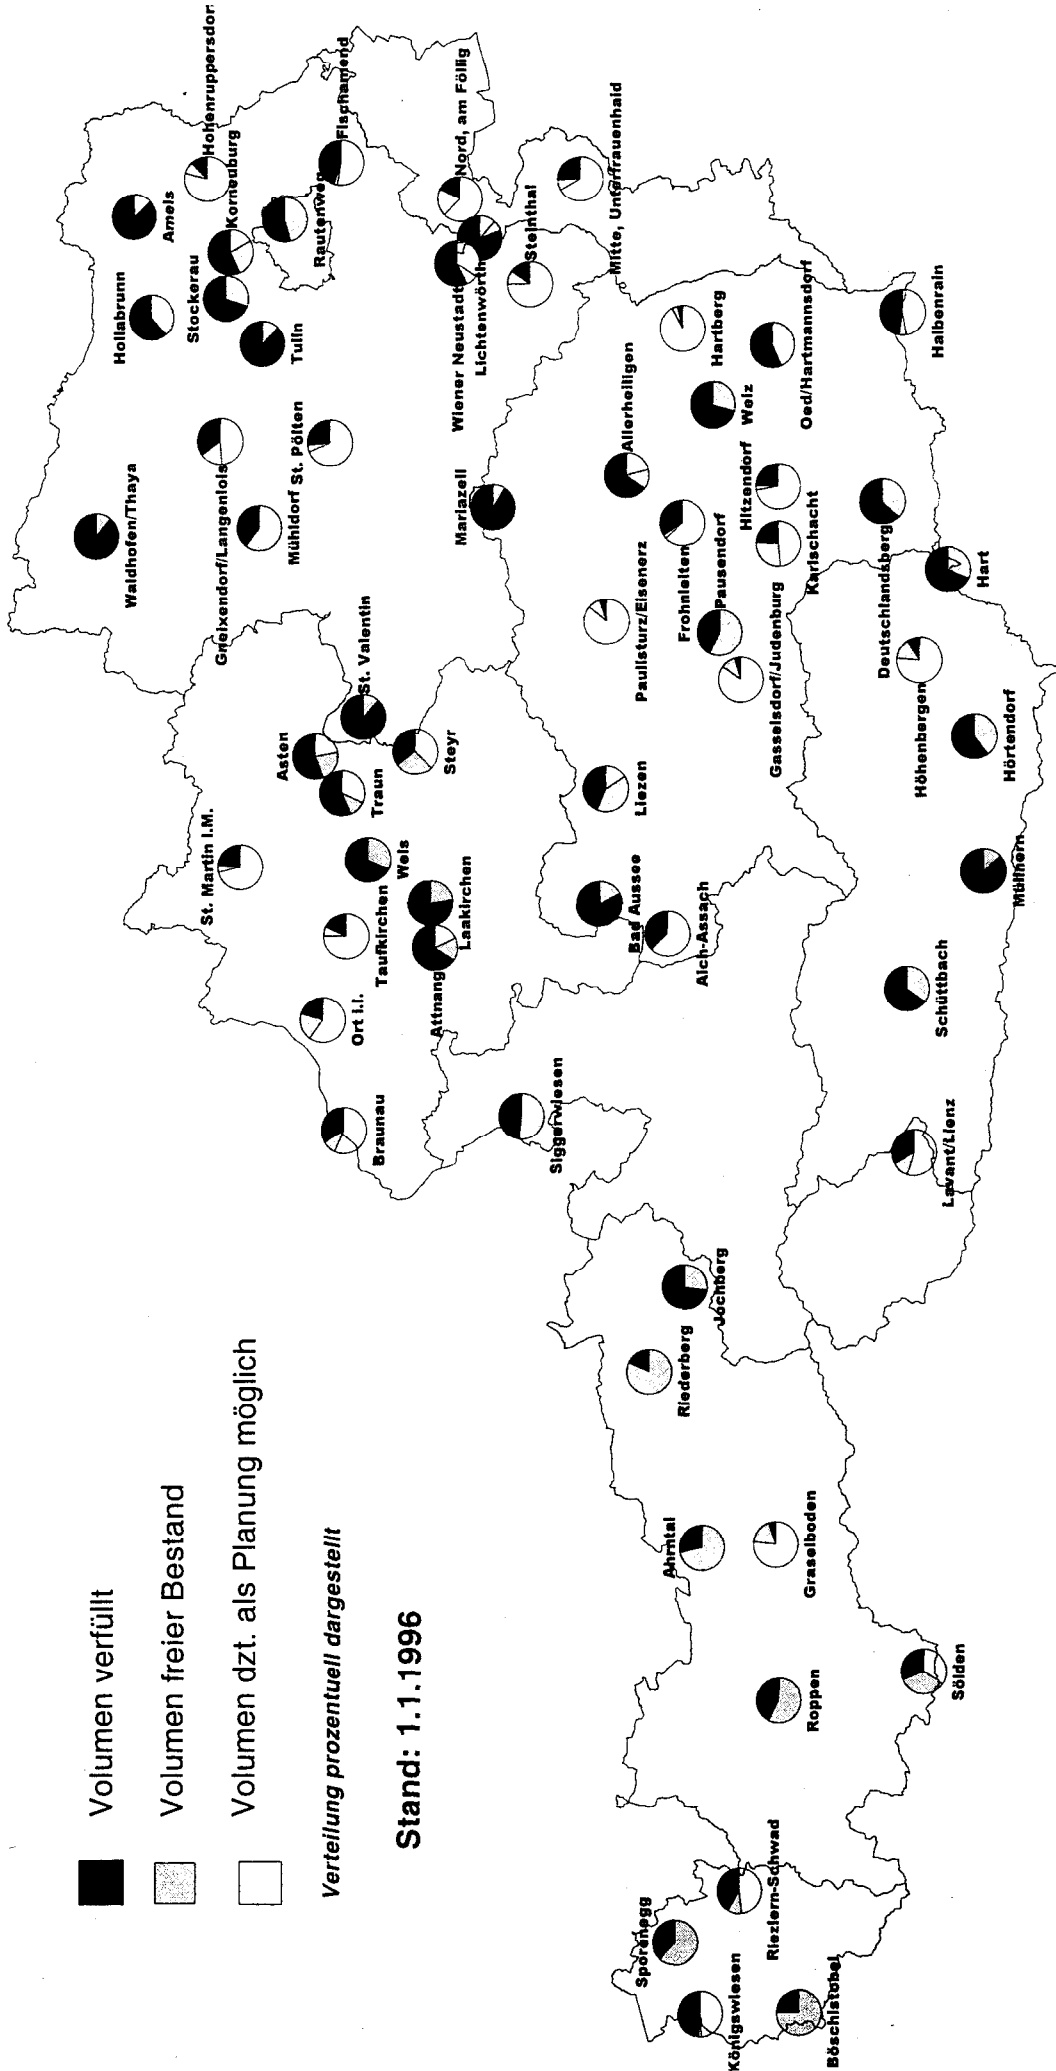 Volumen verfüllt
Volumen freier Bestand
Volumen dzt. als Planung möglich
Verteilung prozentuell dargestellt
Stand: 1.1.1996
Waldhofen/Thaya
Hollabrunn
Ameis
Hohenruppersdor
Korneuburg
Stockerau
Tulln
Rautenweg
Fischamend
Gneixendorf/Langenlois
Mühldorf
St. Pölten
St. Martin i.M.
Asten
St. Valentin
Traun
Steyr
Wels
Taufkirchen
Laakirchen
Attnang
Ort i.I.
Braunau
Nord, am Föllig
Wiener Neustadt
Lichtenwörth
Steinthal
Mitte, Unterfrauenhaid
Mariazell
Siggerwiesen
Allerheiligen
Hartberg
Weiz
Oed/Hartmannsdorf
Halbenrain
Paulisturz/Eisenerz
Frohnleiten
Pausendorf
Hitzendorf
Karlschacht
Gasselsdorf/Judenburg
Deutschlandsberg
Liezen
Bad Aussee
Aich-Assach
Hart
Höhenbergen
Hörtendorf
Müllnern
Schüttbach
Lavant/Lienz
Jochberg
Riederberg
Ahrntal
Graselboden
Roppen
Sölden
Sporenegg
Riezlern-Schwad
Königswiesen
Böschistobel